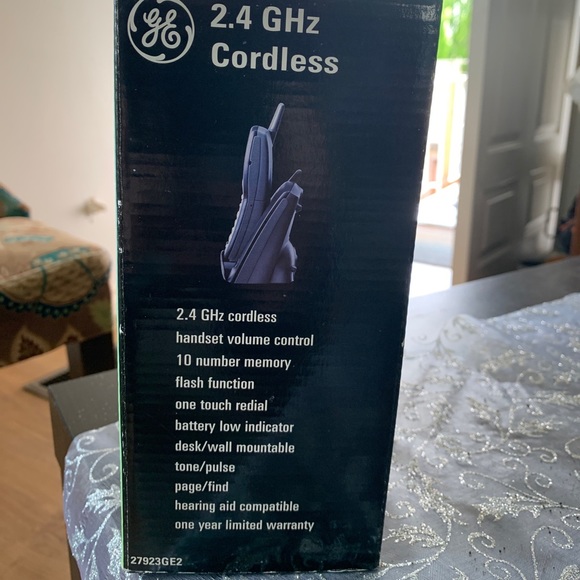 GE
2.4 GHz
Cordless
2.4 GHz cordless
handset volume control
10 number memory
flash function
one touch redial
battery low indicator
desk/wall mountable
tone/pulse
page/find
hearing aid compatible
one year limited warranty
27923GE2